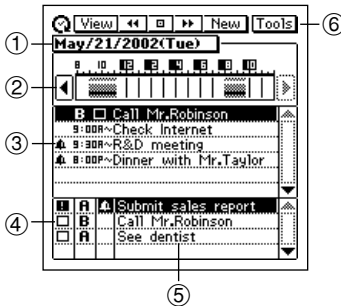 View New Tools ⑥
① May/21/2002(Tue)
8 10 12 2 4 6 8 10
②
B Call Mr.Robinson
9:00A~Check Internet
③ 9:30A~R&D meeting
8:00P~Dinner with Mr.Taylor
! A Submit sales report
④ B Call Mr.Robinson
A See dentist
⑤